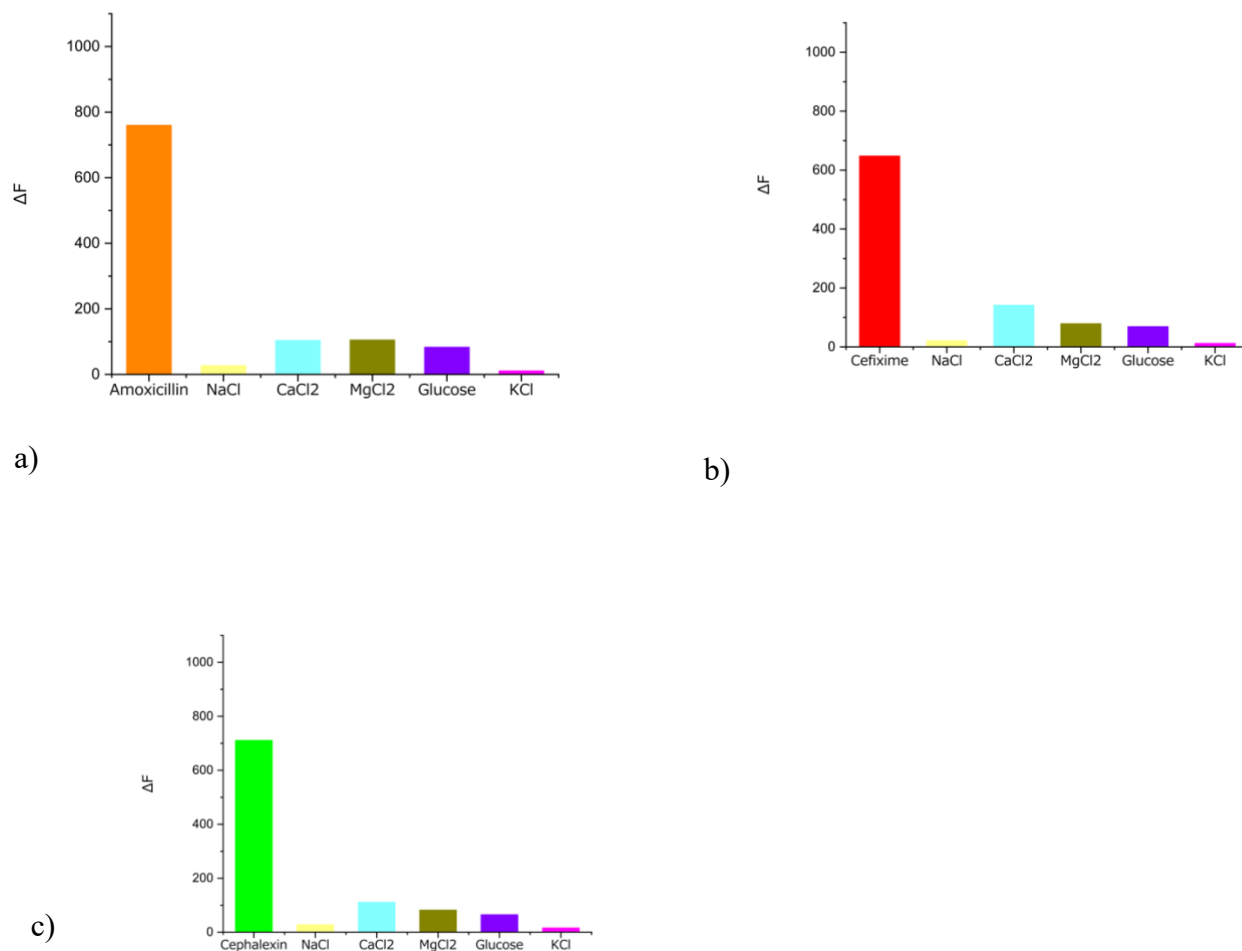 1000
800
600
400
200
0
ΔF
Amoxicillin NaCl CaCl2 MgCl2 Glucose KCl
a)
1000
800
600
400
200
0
ΔF
Cefixime NaCl CaCl2 MgCl2 Glucose KCl
b)
1000
800
600
400
200
0
ΔF
Cephalexin NaCl CaCl2 MgCl2 Glucose KCl
c)